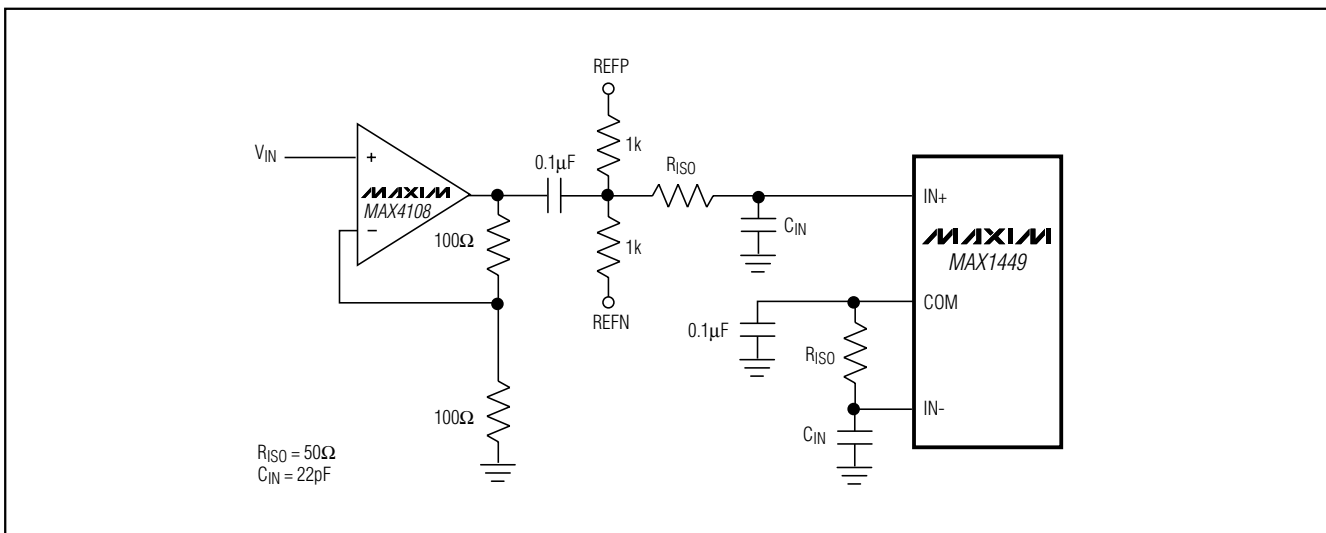 REFP
1k
VIN
+
0.1µF
RISO
MAXIM
MAX4108
IN+
−
CIN
MAXIM
MAX1449
100Ω
1k
COM
REFN
0.1µF
RISO
100Ω
IN-
CIN
RISO = 50Ω
CIN = 22pF